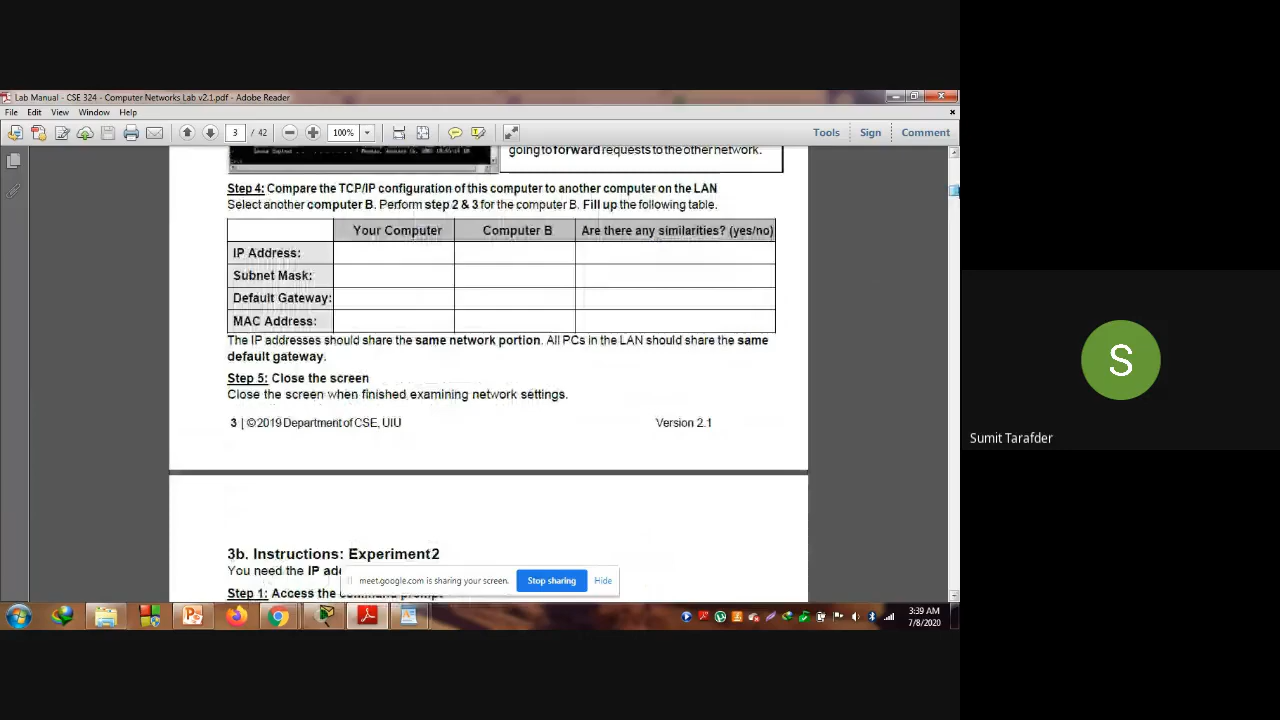 Lab Manual - CSE 324 - Computer Networks Lab v2.1.pdf - Adobe Reader
File Edit View Window Help
3 / 42 100% Tools Sign Comment
going to forward requests to the other network.
Step 4: Compare the TCP/IP configuration of this computer to another computer on the LAN
Select another computer B. Perform step 2 & 3 for the computer B. Fill up the following table.
Your Computer Computer B Are there any similarities? (yes/no)
IP Address:
Subnet Mask:
Default Gateway:
MAC Address:
The IP addresses should share the same network portion. All PCs in the LAN should share the same
default gateway.
Step 5: Close the screen
Close the screen when finished examining network settings.
3 | ©2019 Department of CSE, UIU Version 2.1
3b. Instructions: Experiment2
You need the IP
Step 1: Access the command prompt
meet.google.com is sharing your screen. Stop sharing Hide
3:39 AM
7/8/2020
S
Sumit Tarafder